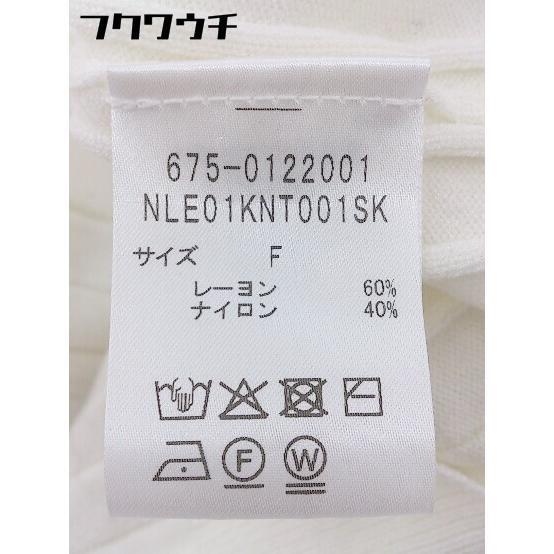 フクワウチ
675-0122001
NLE01KNT001SK
サイズ F
レーヨン 60%
ナイロン 40%
F W